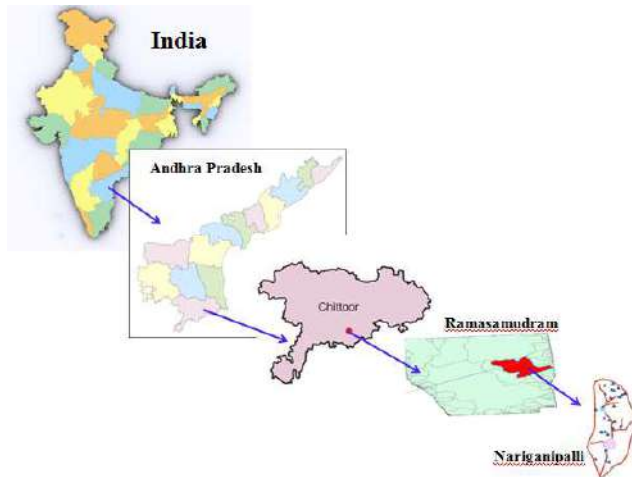 India
Andhra Pradesh
Chittoor
Ramasamudram
Nariganipalli